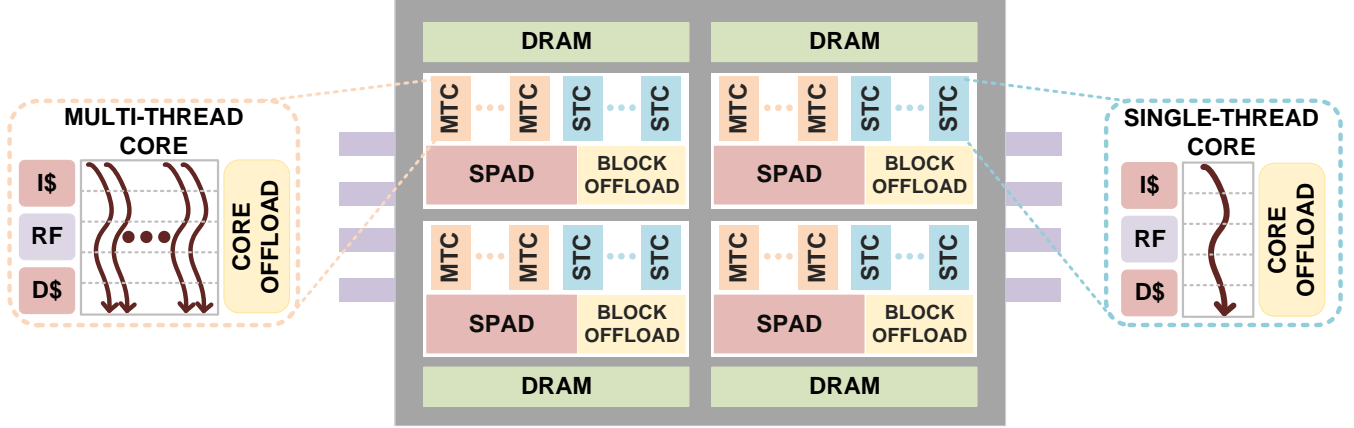 MULTI-THREAD
CORE
I$
RF
D$
CORE
OFFLOAD
DRAM
DRAM
MTC
MTC
STC
STC
SPAD
BLOCK
OFFLOAD
MTC
MTC
STC
STC
SPAD
BLOCK
OFFLOAD
MTC
MTC
STC
STC
SPAD
BLOCK
OFFLOAD
MTC
MTC
STC
STC
SPAD
BLOCK
OFFLOAD
DRAM
DRAM
SINGLE-THREAD
CORE
I$
RF
D$
CORE
OFFLOAD